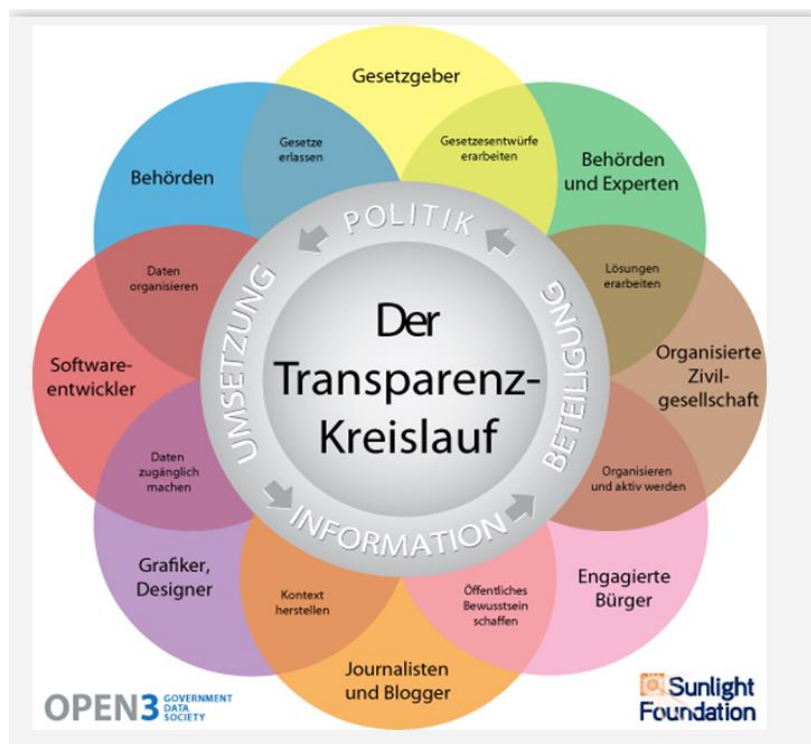 Gesetzgeber
Gesetze
erlassen
Gesetzesentwürfe
erarbeiten
Behörden
Behörden
und Experten
POLITIK
Daten
organisieren
Lösungen
erarbeiten
UMSETZUNG
Der
Transparenz-
Kreislauf
BETEILIGUNG
Software-
entwickler
Organisierte
Zivil-
gesellschaft
Daten
zugänglich
machen
Organisieren
und aktiv werden
INFORMATION
Grafiker,
Designer
Kontext
herstellen
Öffentliches
Bewusstsein
schaffen
Engagierte
Bürger
Journalisten
und Blogger
OPEN3 GOVERNMENT
DATA
SOCIETY
Sunlight
Foundation